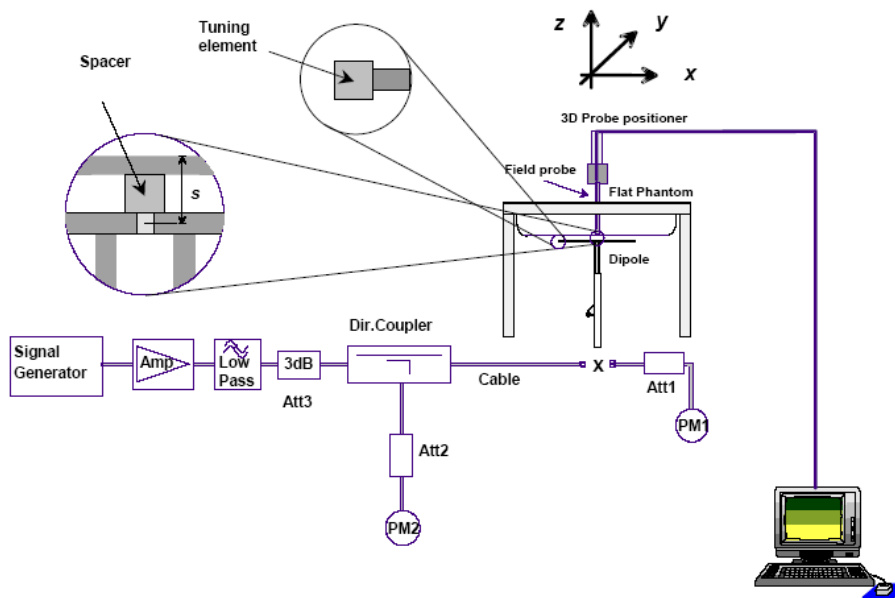 Tuning
element
Spacer
s
z
y
x
3D Probe positioner
Field probe
Flat Phantom
Dipole
Dir.Coupler
Signal
Generator
Amp
Low
Pass
3dB
Att3
Cable
x
Att1
PM1
Att2
PM2